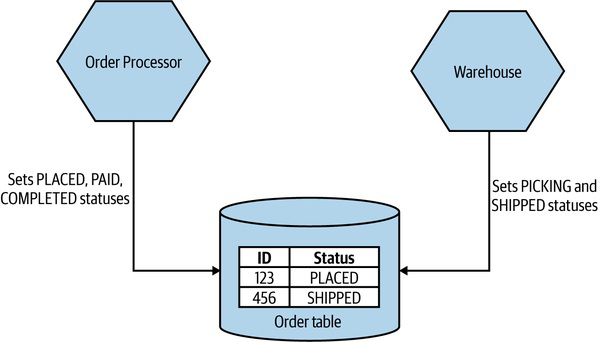 Order Processor
Warehouse
Sets PLACED, PAID,
COMPLETED statuses
Sets PICKING and
SHIPPED statuses
ID Status
123 PLACED
456 SHIPPED
Order table